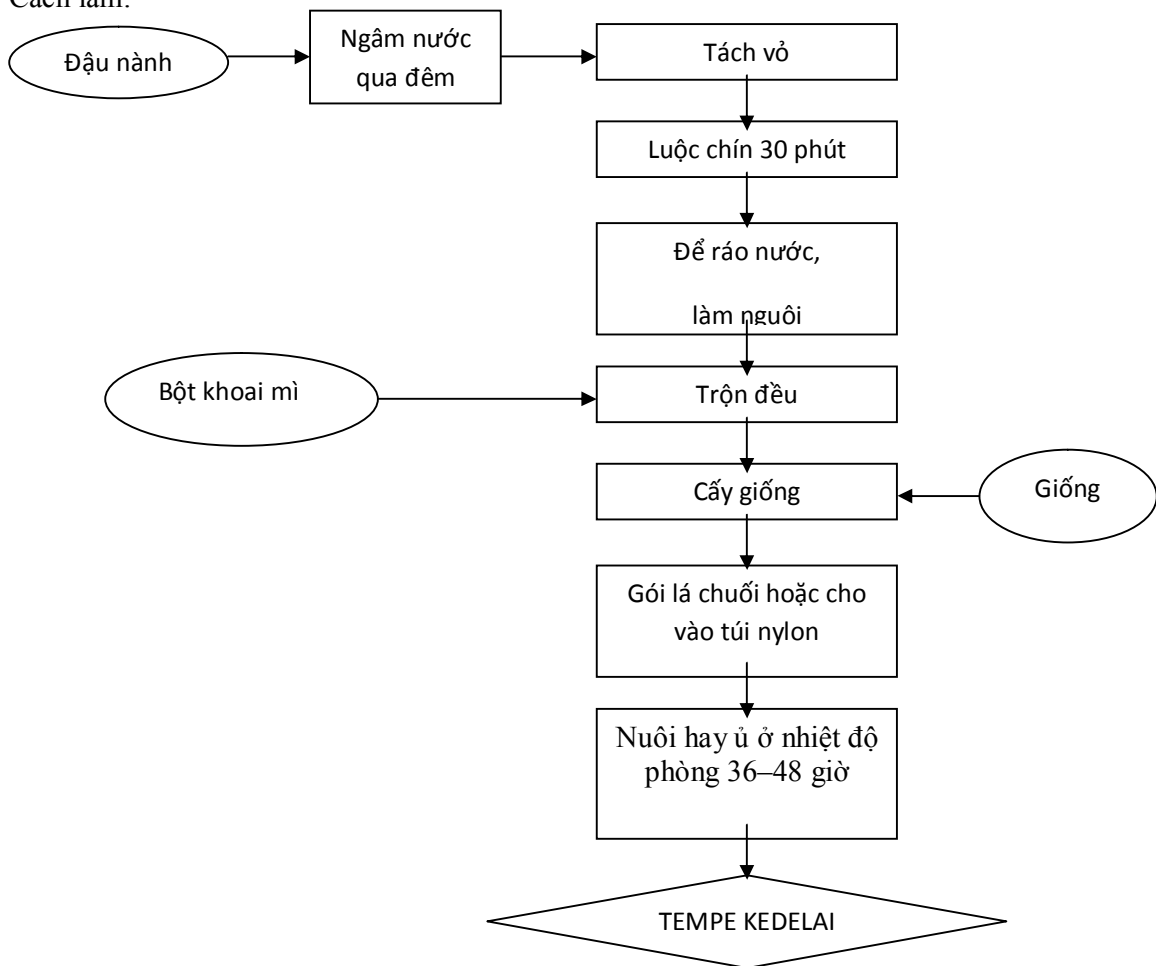 Cách làm:
Đậu nành
Ngâm nước
qua đêm
Tách vỏ
Luộc chín 30 phút
Để ráo nước,
làm nguôi
Bột khoai mì
Trộn đều
Cấy giống
Giống
Gói lá chuối hoặc cho
vào túi nylon
Nuôi hay ủ ở nhiệt độ
phòng 36–48 giờ
TEMPE KEDELAI